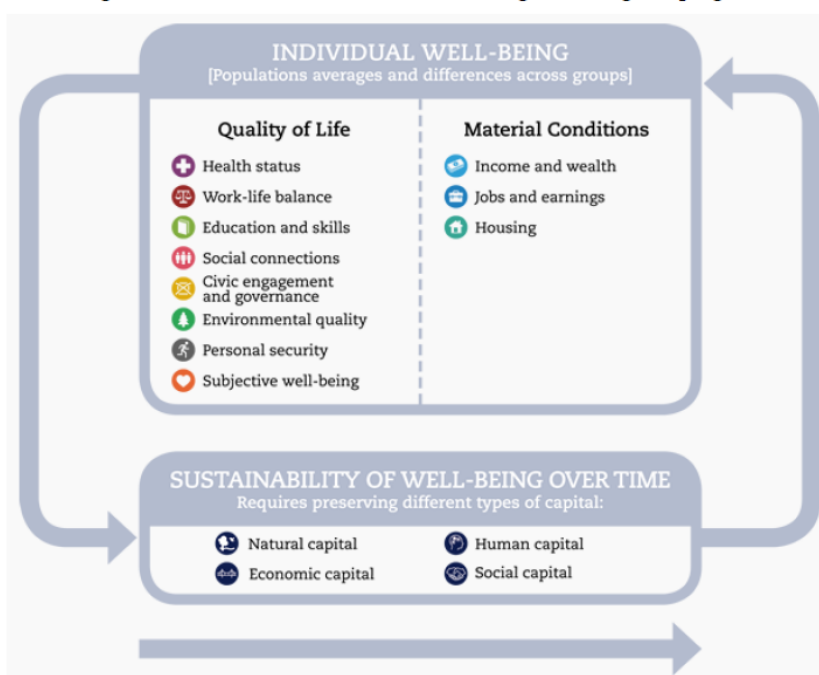 INDIVIDUAL WELL-BEING
[Populations averages and differences across groups]
Quality of Life
Health status
Work-life balance
Education and skills
Social connections
Civic engagement
and governance
Environmental quality
Personal security
Subjective well-being
Material Conditions
Income and wealth
Jobs and earnings
Housing
SUSTAINABILITY OF WELL-BEING OVER TIME
Requires preserving different types of capital:
Natural capital
Human capital
Economic capital
Social capital